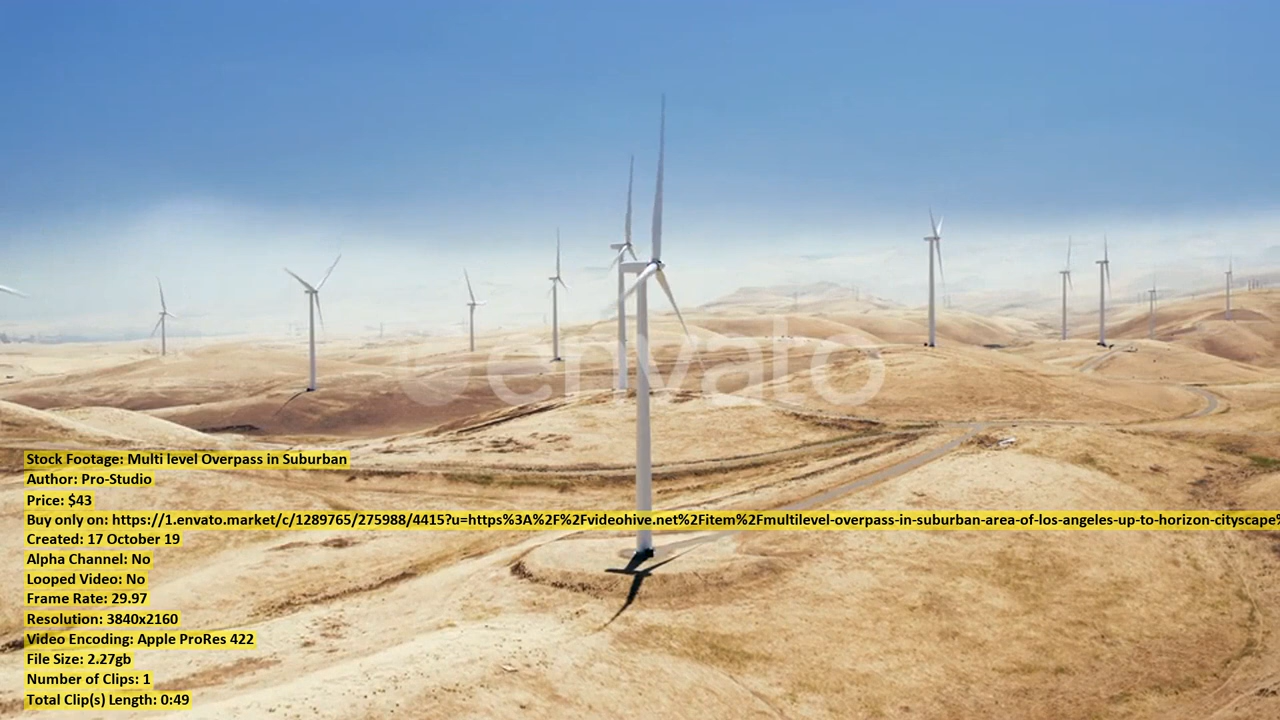 envato
Stock Footage: Multi level Overpass in Suburban
Author: Pro-Studio
Price: $43
Buy only on: https://1.envato.market/c/1289765/275988/4415?u=https%3A%2F%2Fvideohive.net%2Fitem%2Fmultilevel-overpass-in-suburban-area-of-los-angeles-up-to-horizon-cityscape%
Created: 17 October 19
Alpha Channel: No
Looped Video: No
Frame Rate: 29.97
Resolution: 3840x2160
Video Encoding: Apple ProRes 422
File Size: 2.27gb
Number of Clips: 1
Total Clip(s) Length: 0:49